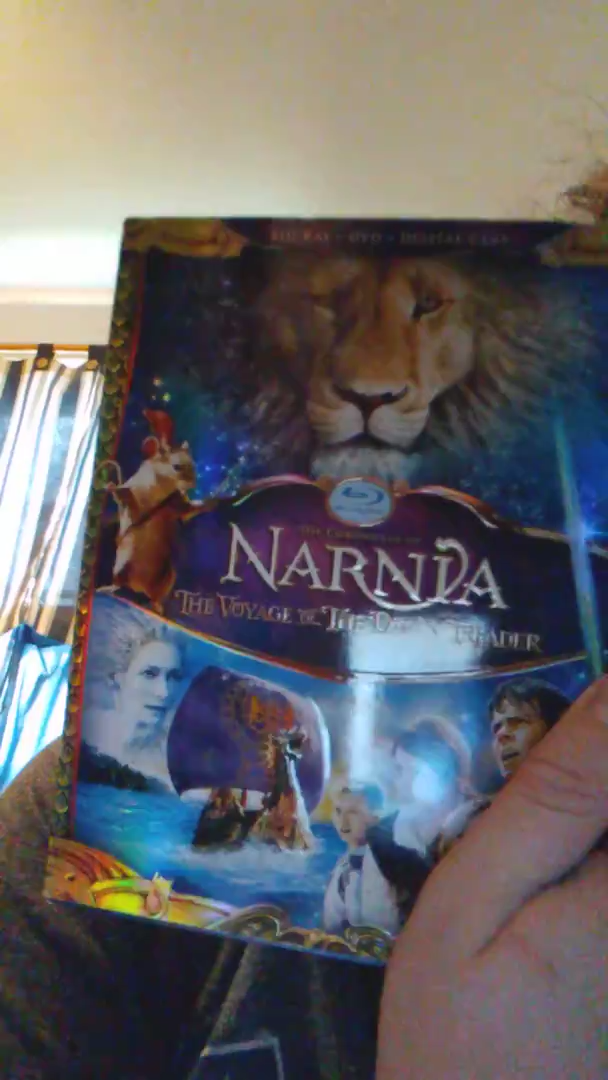 BLU-RAY + DVD + DIGITAL COPY
THE CHRONICLES OF
NARNIA
THE VOYAGE OF THE DAWN TREADER